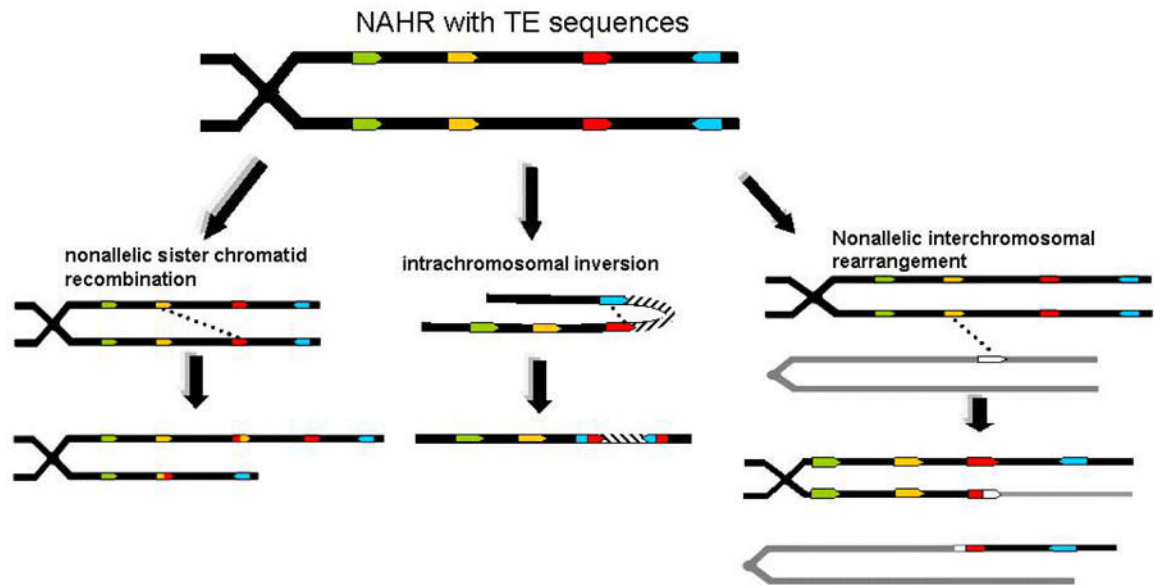 NAHR with TE sequences
nonallelic sister chromatid
recombination
intrachromosomal inversion
Nonallelic interchromosomal
rearrangement